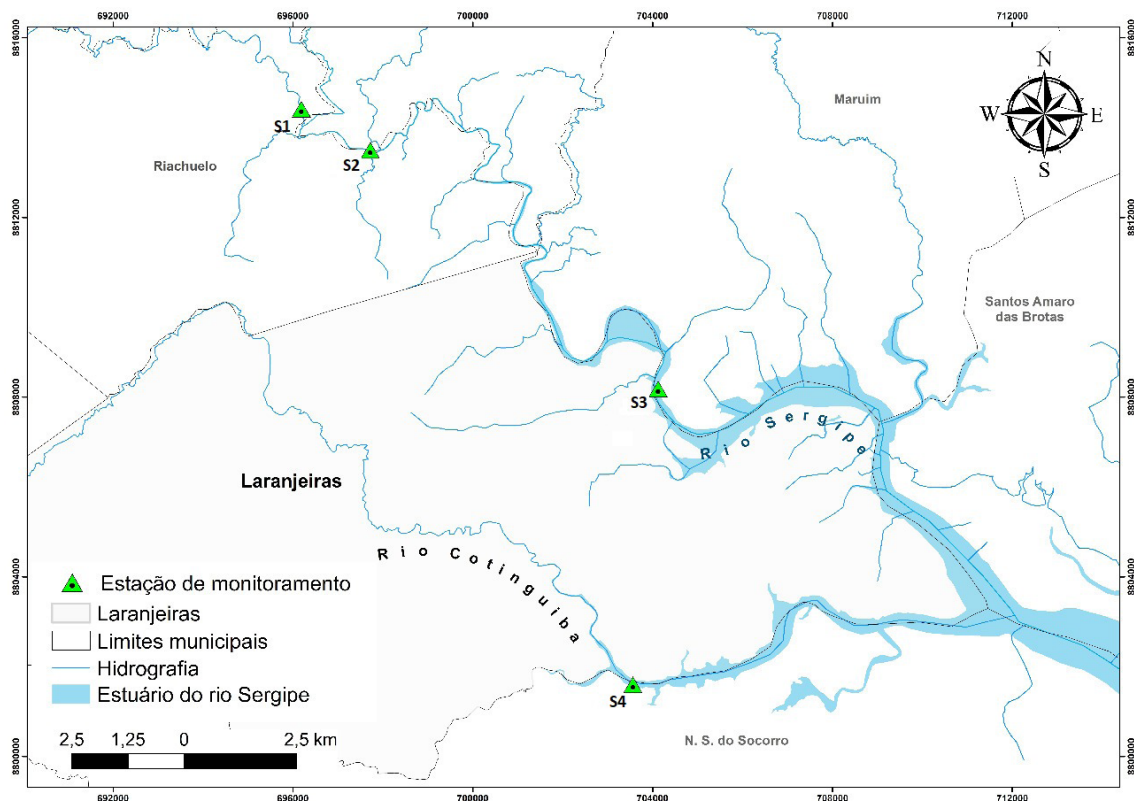 692000 696000 700000 704000 708000 712000
8816000 8816000
N
W E
S
Maruim
S1
Riachuelo
S2
8812000 8812000
Santos Amaro
das Brotas
8808000 8808000
S3
Rio Sergipe
Laranjeiras
Rio Cotinguiba
8804000 8804000
Estação de monitoramento
Laranjeiras
Limites municipais
Hidrografia
Estuário do rio Sergipe
S4
N. S. do Socorro
2,5 1,25 0 2,5 km
8800000 8800000
692000 696000 700000 704000 708000 712000